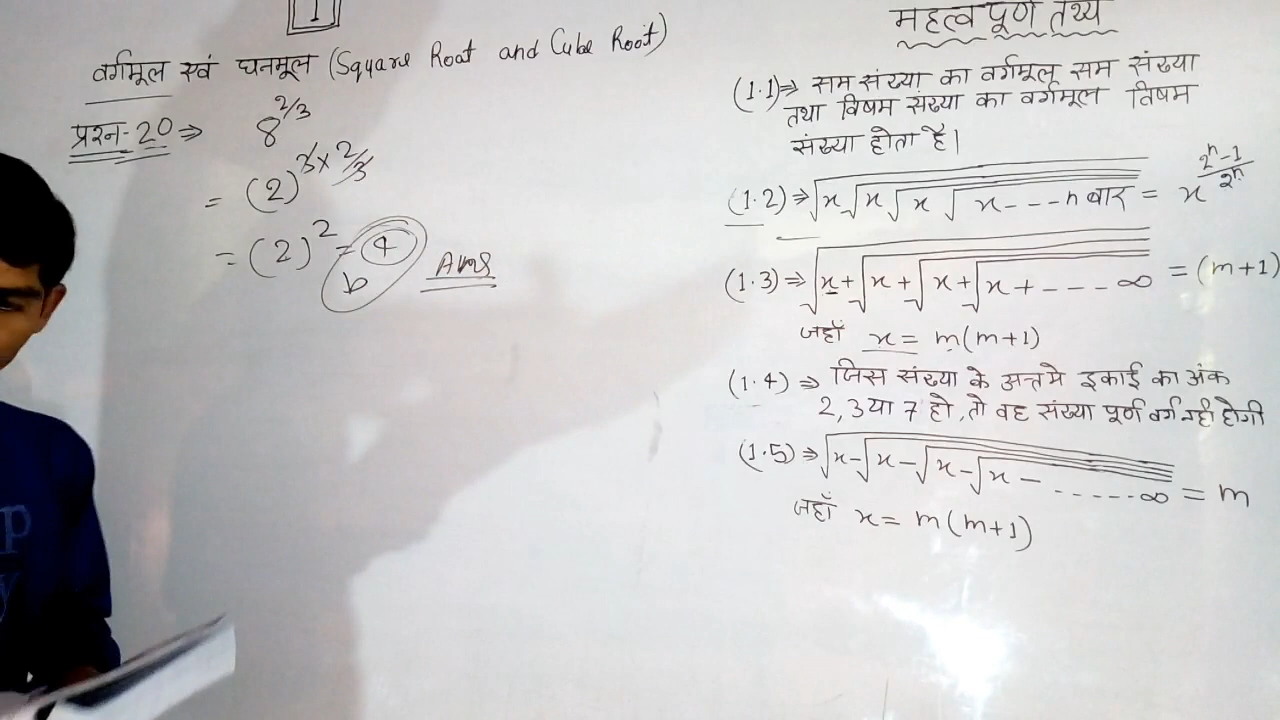 1
वर्गमूल एवं घनमूल (Square Root and Cube Root)
प्रश्न-20 ⇒ 8^{2/3}
= (2)^{3×2/3}
= (2)^2 = 4
b
Ans
महत्वपूर्ण तथ्य
(1.1)⇒ सम संख्या का वर्गमूल सम संख्या
तथा विषम संख्या का वर्गमूल विषम
संख्या होता है।
(1.2)⇒ √x√x√x√x---n बार = x^{(2^n-1)/2^n}
(1.3)⇒ √x+√x+√x+√x+---- ∞ = (m+1)
जहाँ x = m(m+1)
(1.4)⇒ जिस संख्या के अन्त मे इकाई का अंक
2, 3 या 7 हो, तो वह संख्या पूर्ण वर्ग नही होगी
(1.5)⇒ √x-√x-√x-√x- ......∞ = m
जहाँ x = m(m+1)
p
y